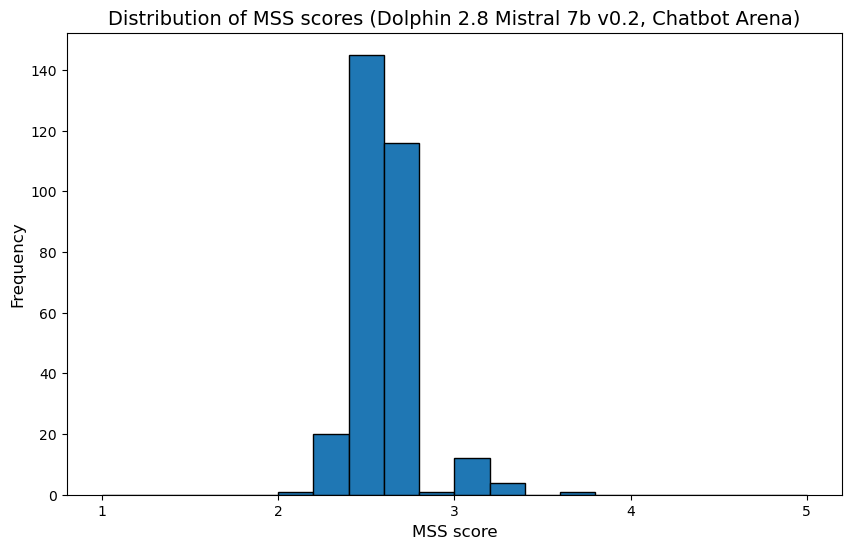 Distribution of MSS scores (Dolphin 2.8 Mistral 7b v0.2, Chatbot Arena)
140
120
100
80
60
40
20
0
Frequency
1 2 3 4 5
MSS score